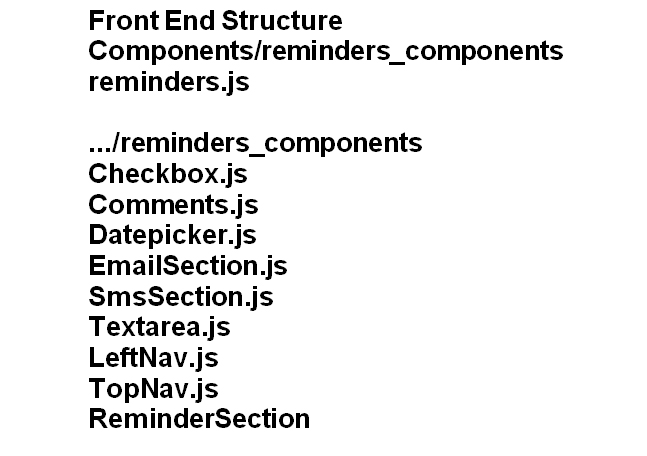 Front End Structure
Components/reminders_components
reminders.js
.../reminders_components
Checkbox.js
Comments.js
Datepicker.js
EmailSection.js
SmsSection.js
Textarea.js
LeftNav.js
TopNav.js
ReminderSection